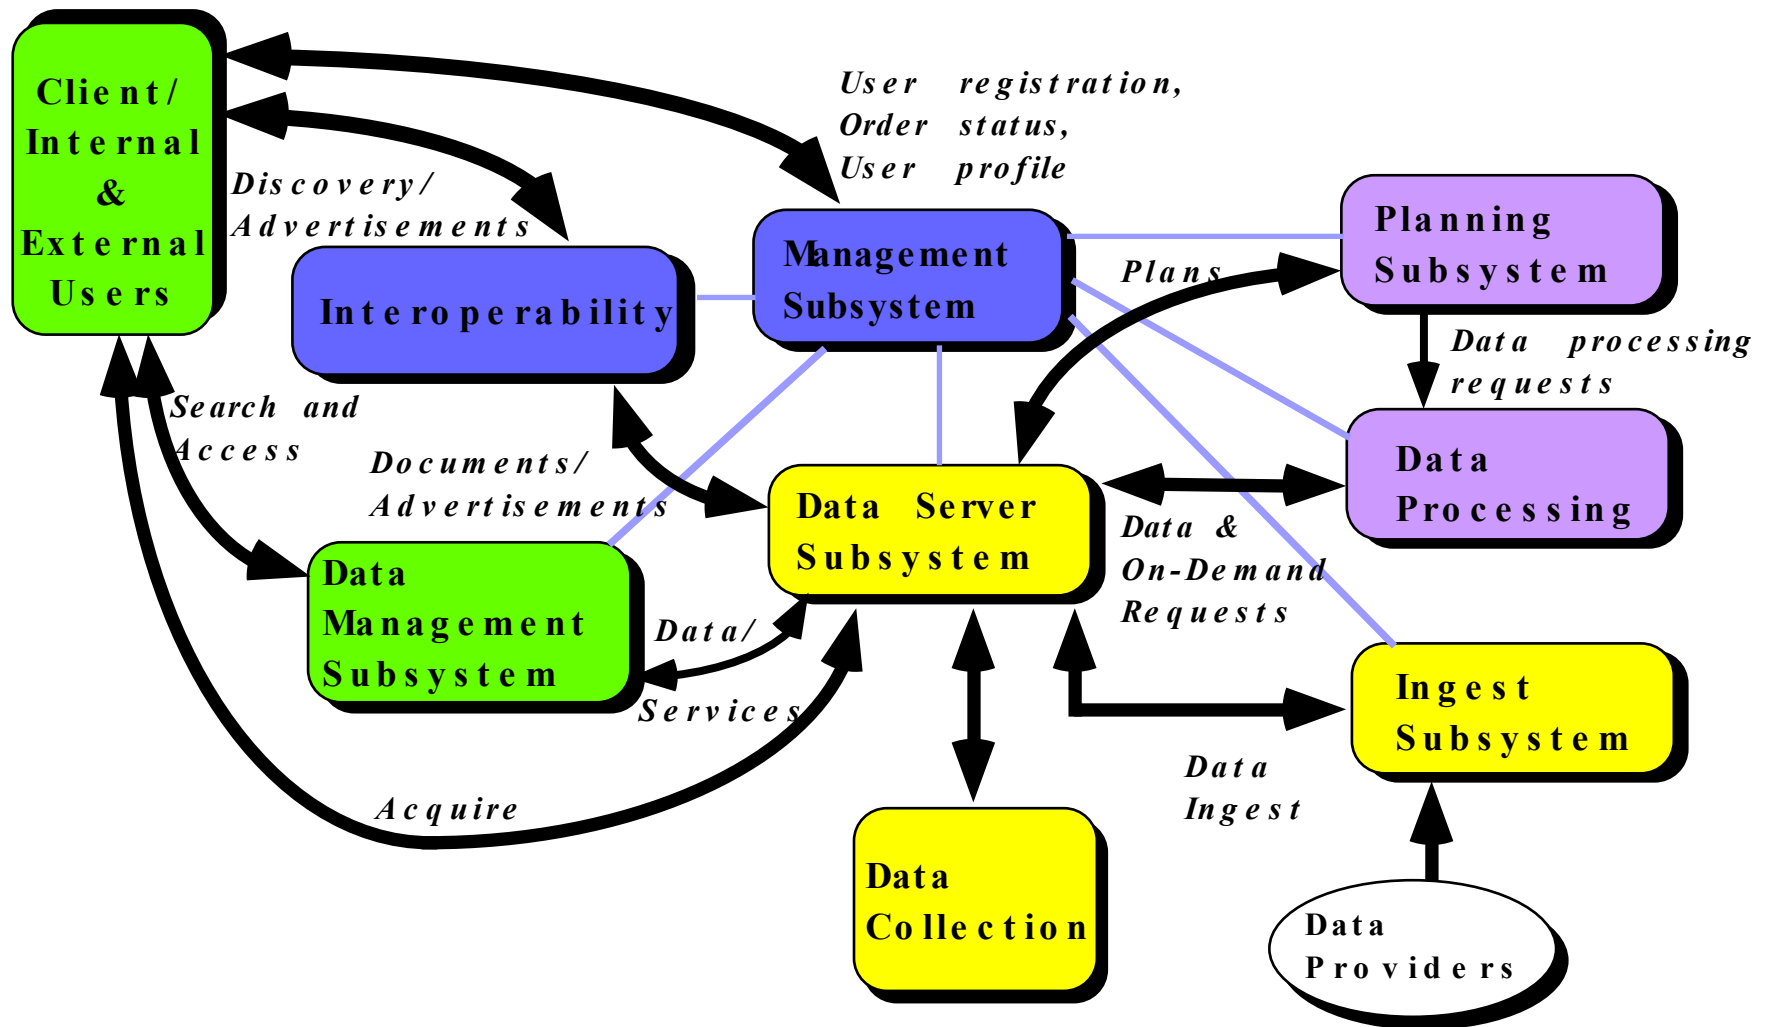 Client/
Internal
&
External
Users
User registration,
Order status,
User profile
Discovery/
Advertisements
Interoperability
Management
Subsystem
Planning
Subsystem
Plans
Data processing
requests
Search and
Access
Documents/
Advertisements
Data Server
Subsystem
Data
Processing
Data &
On-Demand
Requests
Data
Management
Subsystem
Data/
Services
Ingest
Subsystem
Data
Ingest
Acquire
Data
Collection
Data
Providers